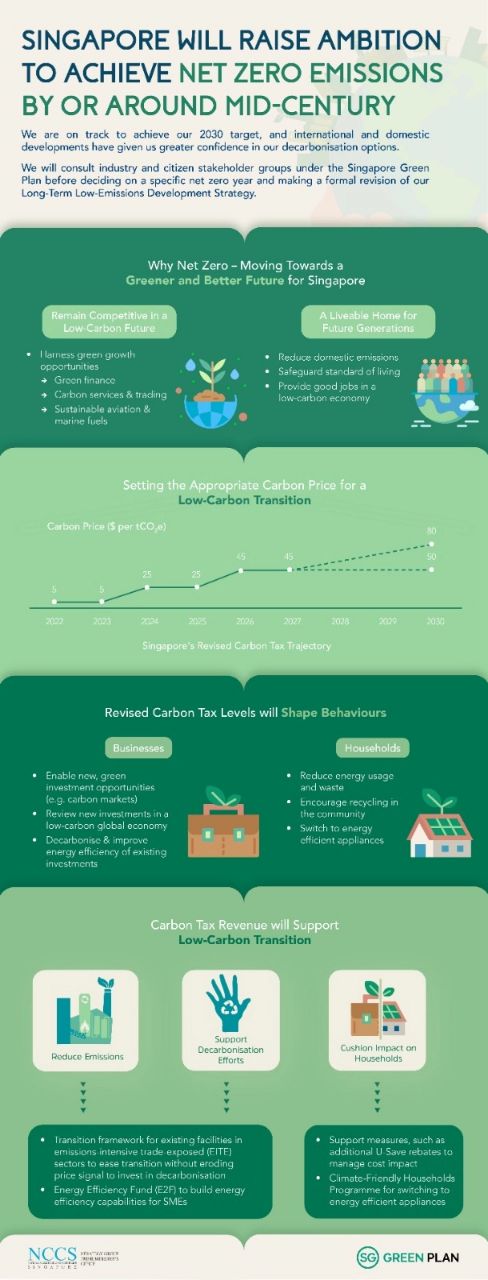 SINGAPORE WILL RAISE AMBITION
TO ACHIEVE NET ZERO EMISSIONS
BY OR AROUND MID-CENTURY
We are on track to achieve our 2030 target, and international and domestic
developments have given us greater confidence in our decarbonisation options.
We will consult industry and citizen stakeholder groups under the Singapore Green
Plan before deciding on a specific net zero year and making a formal revision of our
Long-Term Low-Emissions Development Strategy.
Why Net Zero – Moving Towards a
Greener and Better Future for Singapore
Remain Competitive in a
Low-Carbon Future
• Harness green growth
opportunities
→ Green finance
→ Carbon services & trading
→ Sustainable aviation &
marine fuels
A Liveable Home for
Future Generations
• Reduce domestic emissions
• Safeguard standard of living
• Provide good jobs in a
low-carbon economy
Setting the Appropriate Carbon Price for a
Low-Carbon Transition
Carbon Price ($ per tCO₂e)
80
45 45 50
25 25
5 5
2022 2023 2024 2025 2026 2027 2028 2029 2030
Singapore's Revised Carbon Tax Trajectory
Revised Carbon Tax Levels will Shape Behaviours
Businesses
• Enable new, green
investment opportunities
(e.g. carbon markets)
• Review new investments in a
low-carbon global economy
• Decarbonise & improve
energy efficiency of existing
investments
Households
• Reduce energy usage
and waste
• Encourage recycling in
the community
• Switch to energy
efficient appliances
Carbon Tax Revenue will Support
Low-Carbon Transition
Reduce Emissions
Support
Decarbonisation
Efforts
Cushion Impact on
Households
• Transition framework for existing facilities in
emissions intensive trade exposed (EITE)
sectors to ease transition without eroding
price signal to invest in decarbonisation
• Energy Efficiency Fund (E2F) to build energy
efficiency capabilities for SMEs
• Support measures, such as
additional U Save rebates to
manage cost impact
• Climate-Friendly Households
Programme for switching to
energy efficient appliances
NCCS
SINGAPORE
SG GREEN PLAN